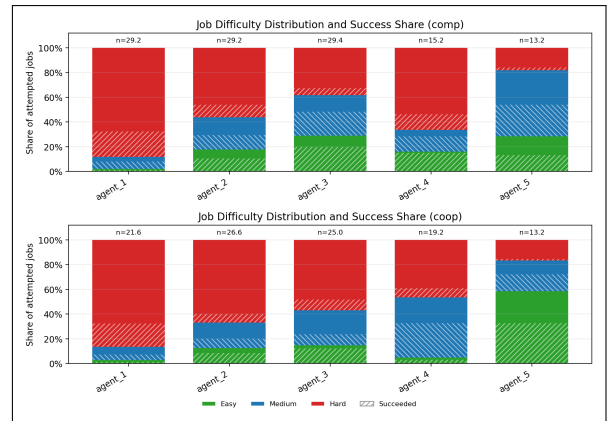 Job Difficulty Distribution and Success Share (comp)
n=29.2 n=29.2 n=29.4 n=15.2 n=13.2
100%
80%
60%
40%
20%
0%
Share of attempted jobs
agent_1 agent_2 agent_3 agent_4 agent_5
Job Difficulty Distribution and Success Share (coop)
n=21.6 n=26.6 n=25.0 n=19.2 n=13.2
100%
80%
60%
40%
20%
0%
Share of attempted jobs
agent_1 agent_2 agent_3 agent_4 agent_5
Easy Medium Hard Succeeded